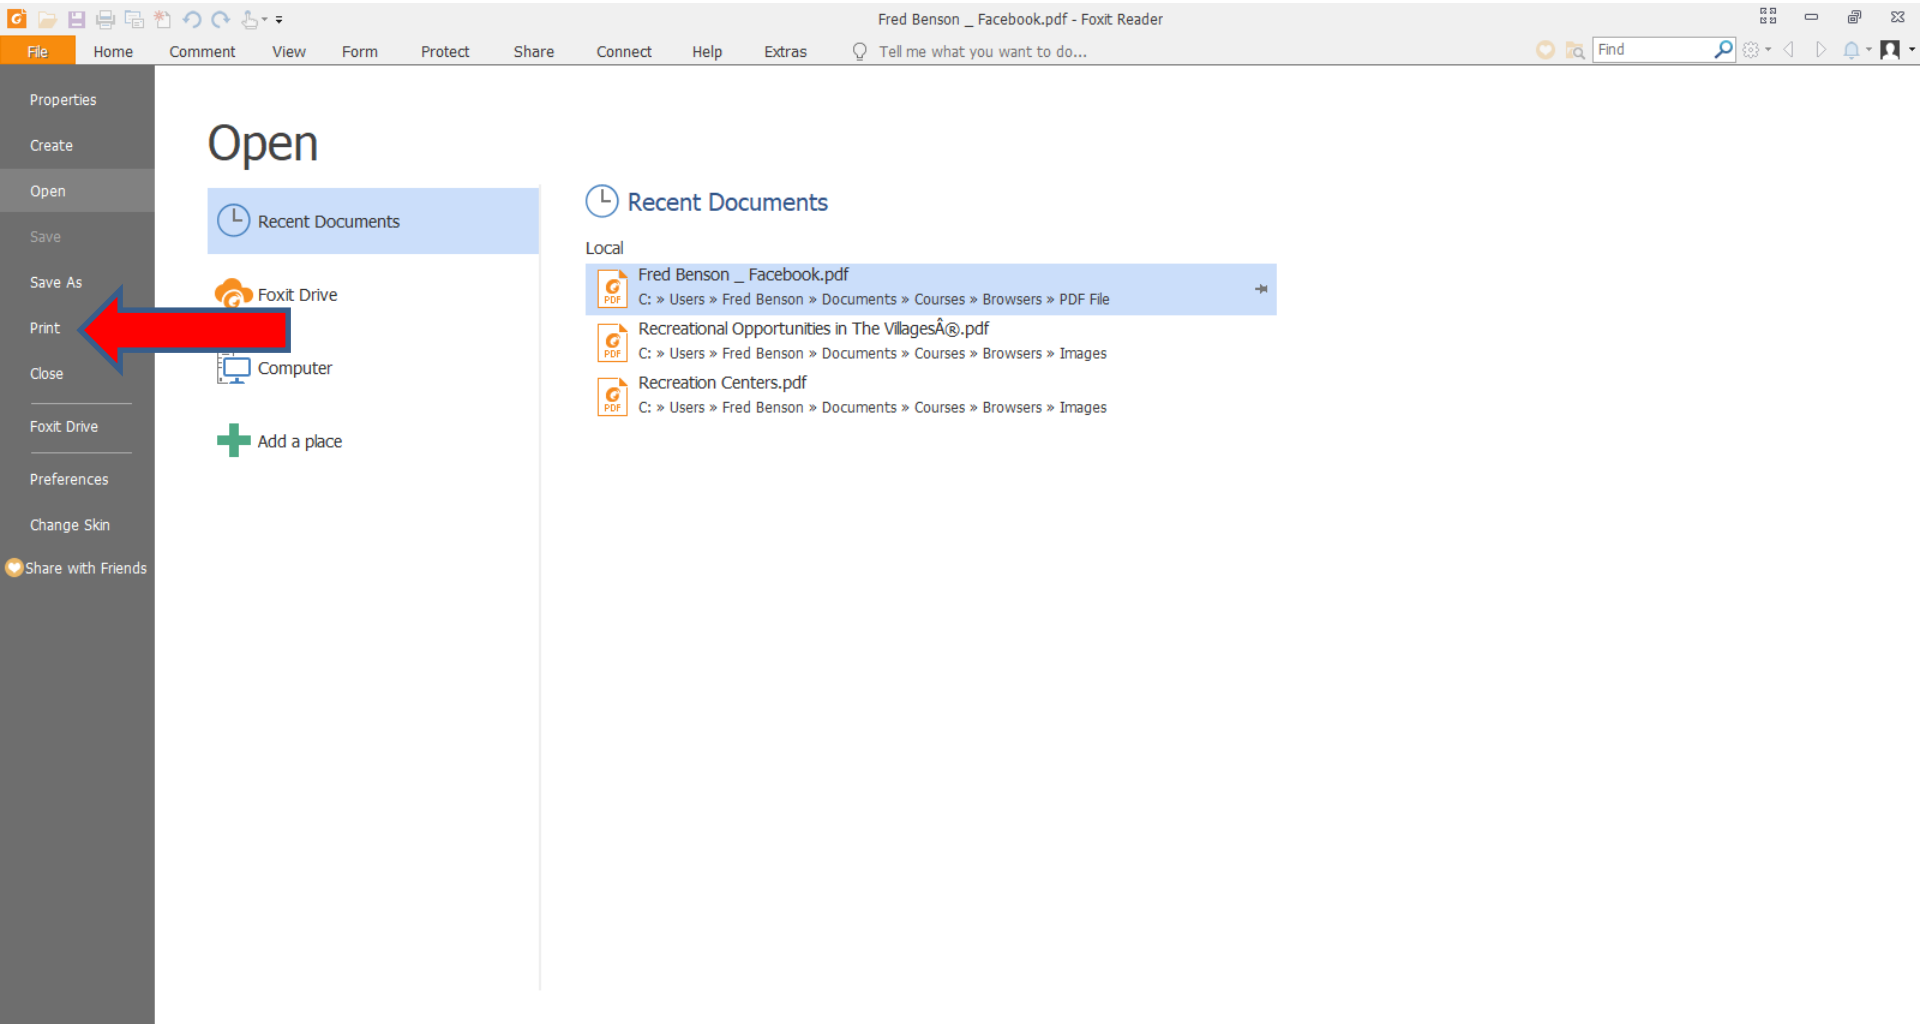 Fred Benson _ Facebook.pdf - Foxit Reader
File Home Comment View Form Protect Share Connect Help Extras Tell me what you want to do... Find
Properties
Create
Open
Save
Save As
Print
Close
Foxit Drive
Preferences
Change Skin
Share with Friends
Open
Recent Documents
Foxit Drive
Computer
Add a place
Recent Documents
Local
Fred Benson _ Facebook.pdf
C: » Users » Fred Benson » Documents » Courses » Browsers » PDF File
Recreational Opportunities in The VillagesÂ®.pdf
C: » Users » Fred Benson » Documents » Courses » Browsers » Images
Recreation Centers.pdf
C: » Users » Fred Benson » Documents » Courses » Browsers » Images
PDF
PDF
PDF